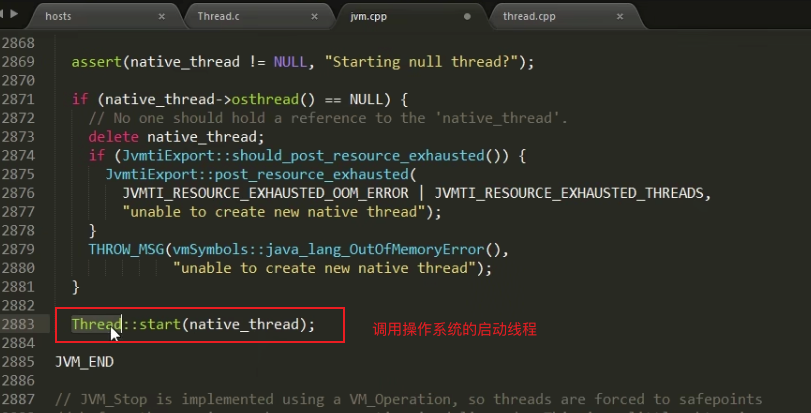 hosts × Thread.c × jvm.cpp thread.cpp ×
2868
2869 assert(native_thread != NULL, "Starting null thread?");
2870
2871 if (native_thread->osthread() == NULL) {
2872 // No one should hold a reference to the 'native_thread'.
2873 delete native_thread;
2874 if (JvmtiExport::should_post_resource_exhausted()) {
2875 JvmtiExport::post_resource_exhausted(
2876 JVMTI_RESOURCE_EXHAUSTED_OOM_ERROR | JVMTI_RESOURCE_EXHAUSTED_THREADS,
2877 "unable to create new native thread");
2878 }
2879 THROW_MSG(vmSymbols::java_lang_OutOfMemoryError(),
2880 "unable to create new native thread");
2881 }
2882
2883 Thread::start(native_thread); 调用操作系统的启动线程
2884
2885 JVM_END
2886
2887 // JVM_Stop is implemented using a VM_Operation, so threads are forced to safepoints